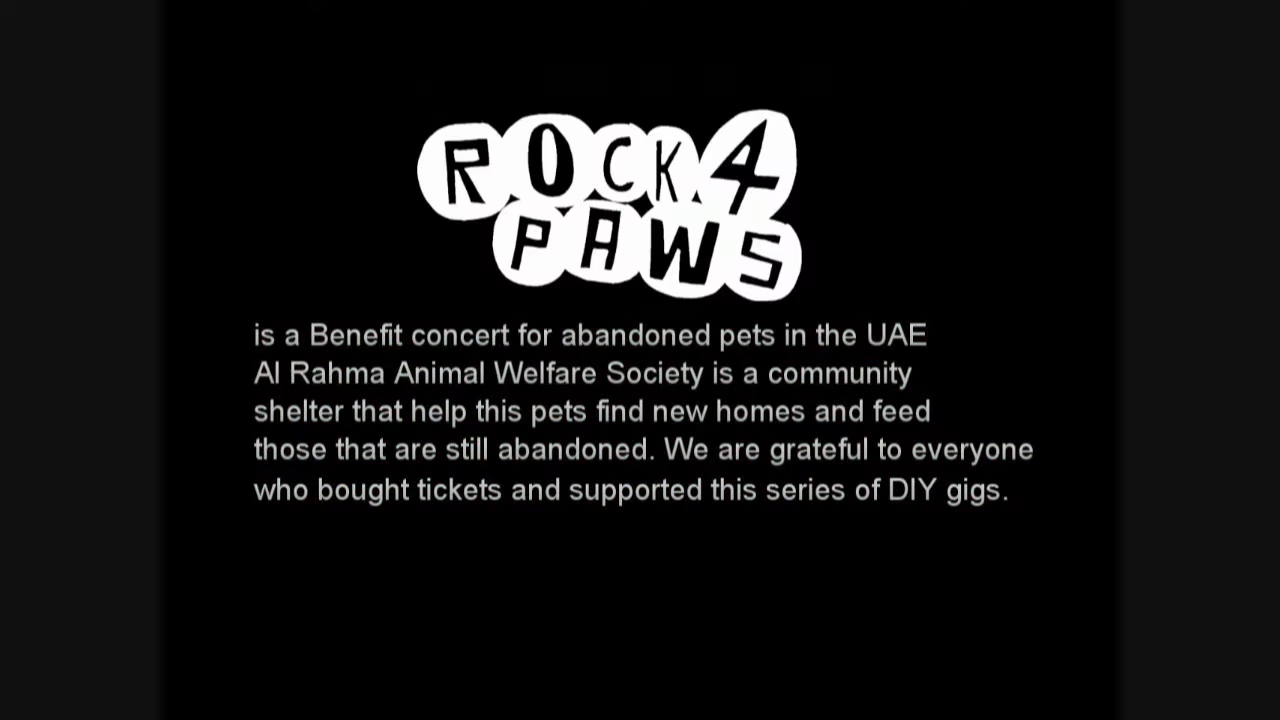 ROCK 4
PAWS
is a Benefit concert for abandoned pets in the UAE
Al Rahma Animal Welfare Society is a community
shelter that help this pets find new homes and feed
those that are still abandoned. We are grateful to everyone
who bought tickets and supported this series of DIY gigs.